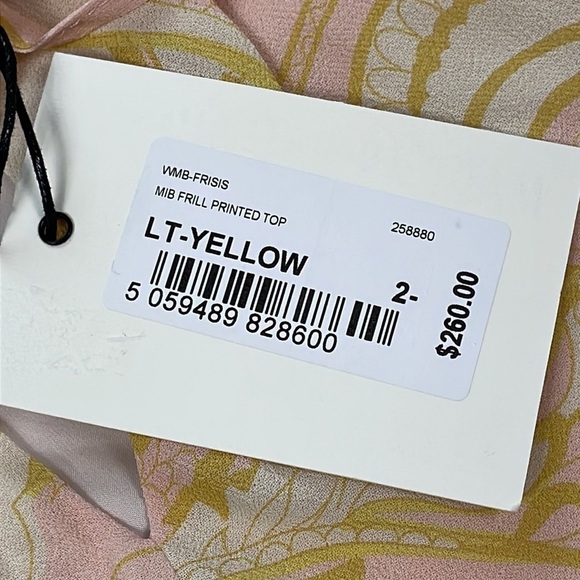 WMB-FRISIS
MIB FRILL PRINTED TOP 258880
LT-YELLOW
2-
5 059489 828600
$260.00